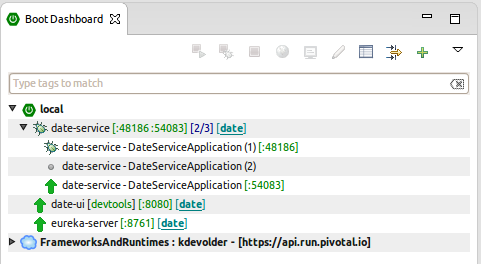 Boot Dashboard
Type tags to match
local
date-service [:48186:54083] [2/3] [date]
date-service - DateServiceApplication (1) [:48186]
date-service - DateServiceApplication (2)
date-service - DateServiceApplication [:54083]
date-ui [devtools] [:8080] [date]
eureka-server [:8761] [date]
FrameworksAndRuntimes : kdevolder - [https://api.run.pivotal.io]